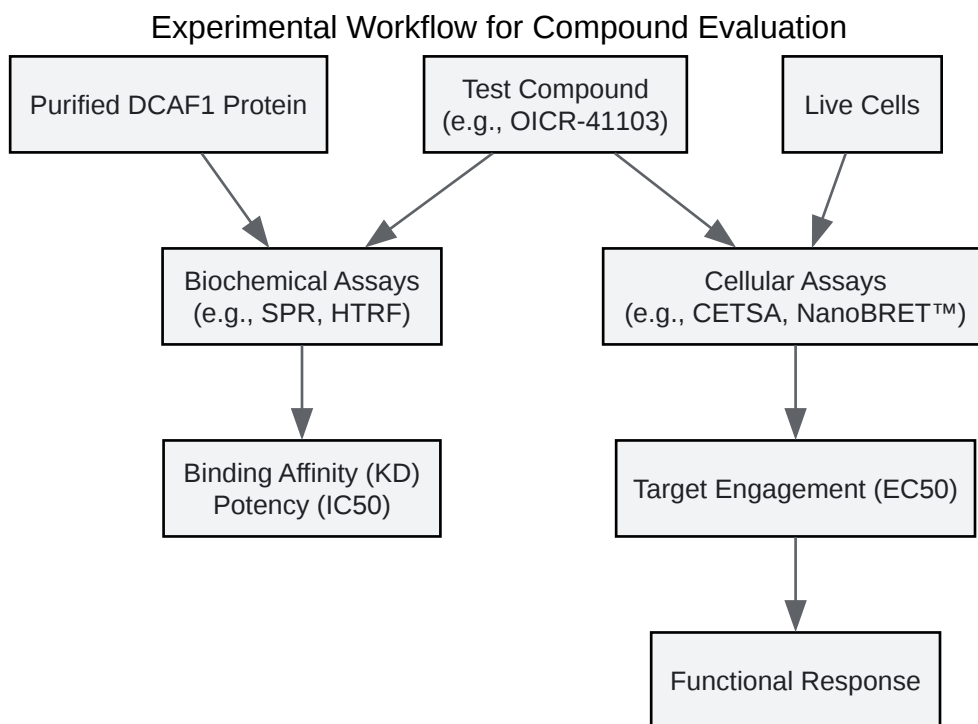 Experimental Workflow for Compound Evaluation
Purified DCAF1 Protein
Test Compound
(e.g., OICR-41103)
Live Cells
Biochemical Assays
(e.g., SPR, HTRF)
Cellular Assays
(e.g., CETSA, NanoBRET™)
Binding Affinity (KD)
Potency (IC50)
Target Engagement (EC50)
Functional Response